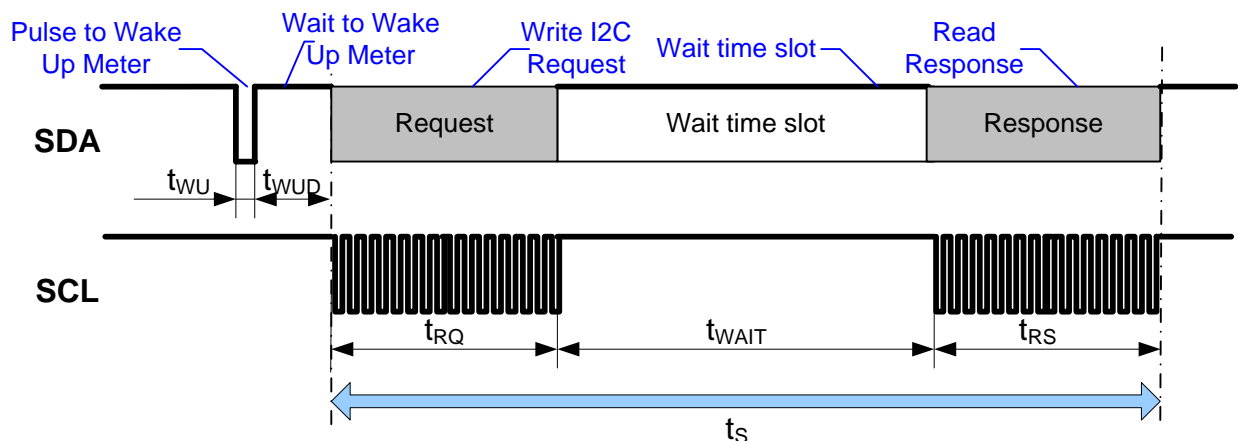 Pulse to Wake
Up Meter
Wait to Wake
Up Meter
Write I2C
Request
Wait time slot
Read
Response
SDA
Request
Wait time slot
Response
tWU
tWUD
SCL
tRQ
tWAIT
tRS
tS